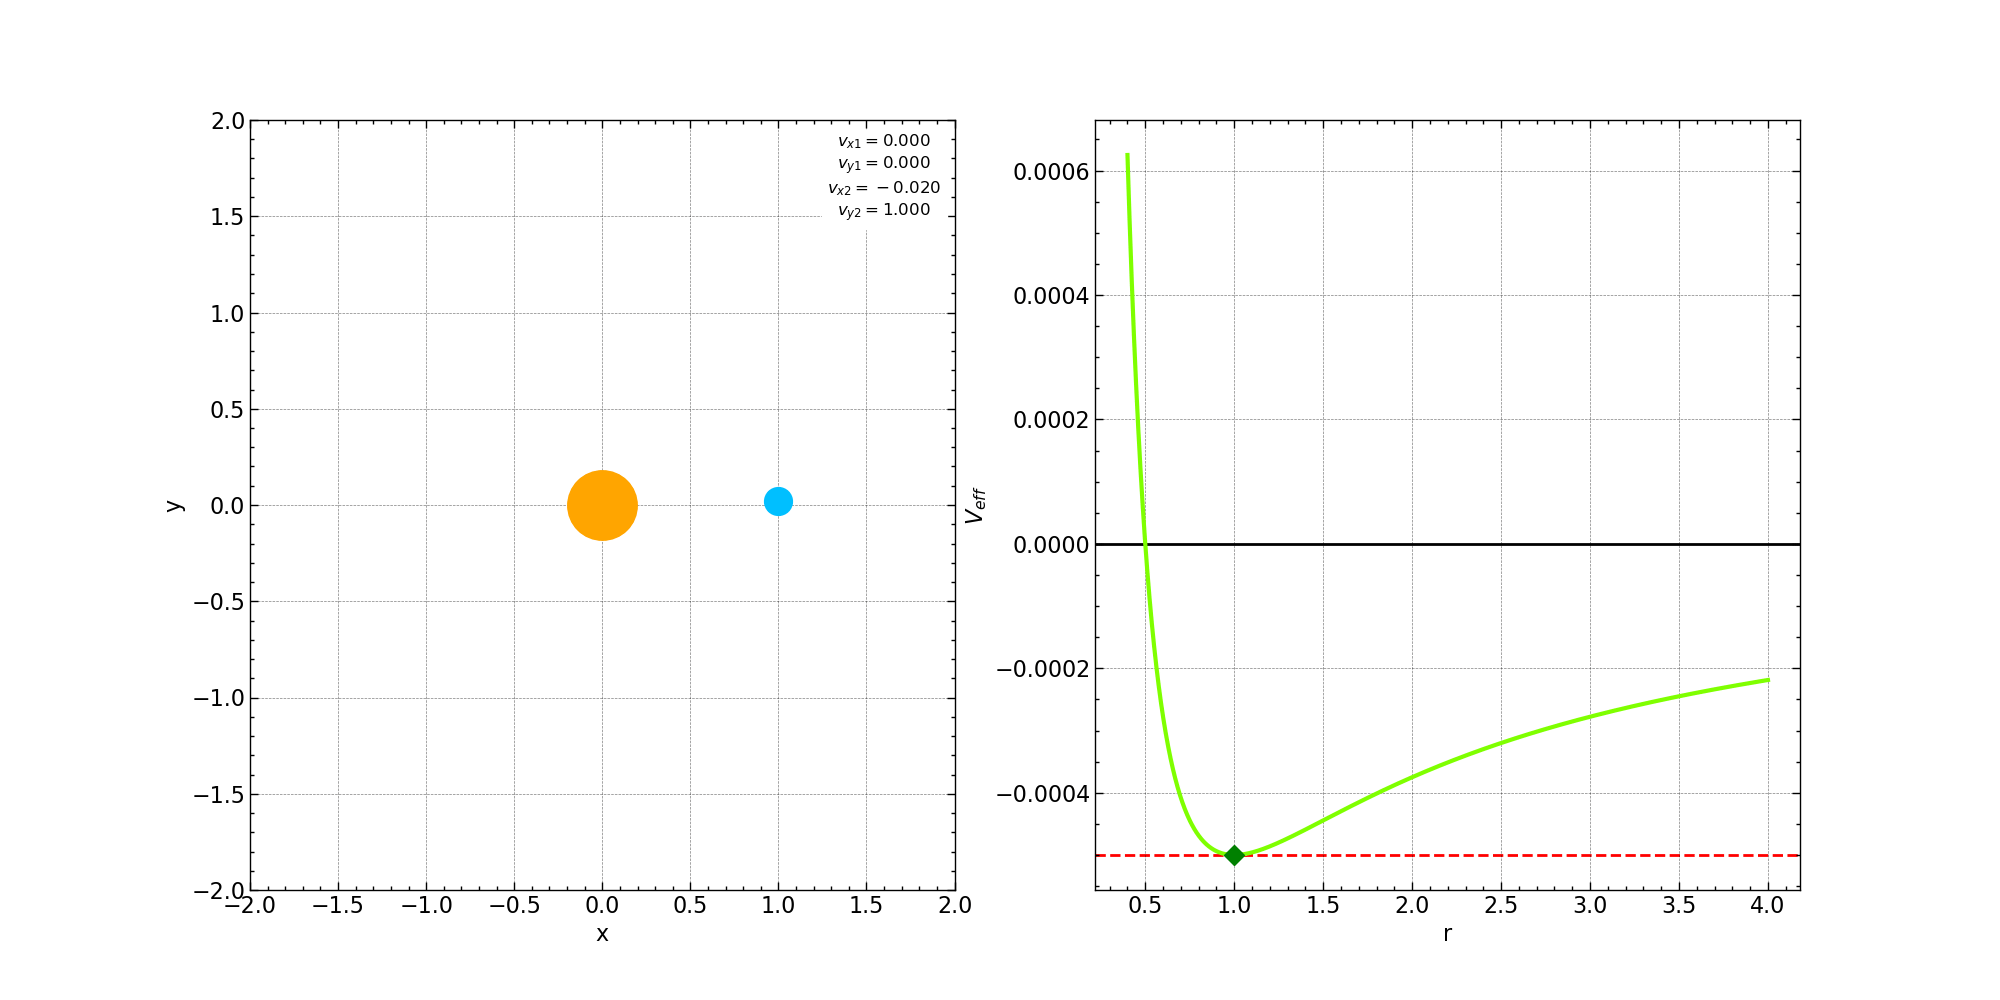 2.0
1.5
1.0
0.5
0.0
−0.5
−1.0
−1.5
−2.0
y
v_{x1} = 0.000
v_{y1} = 0.000
v_{x2} = −0.020
v_{y2} = 1.000
−2.0 −1.5 −1.0 −0.5 0.0 0.5 1.0 1.5 2.0
x
0.0006
0.0004
0.0002
0.0000
−0.0002
−0.0004
V_{eff}
0.5 1.0 1.5 2.0 2.5 3.0 3.5 4.0
r